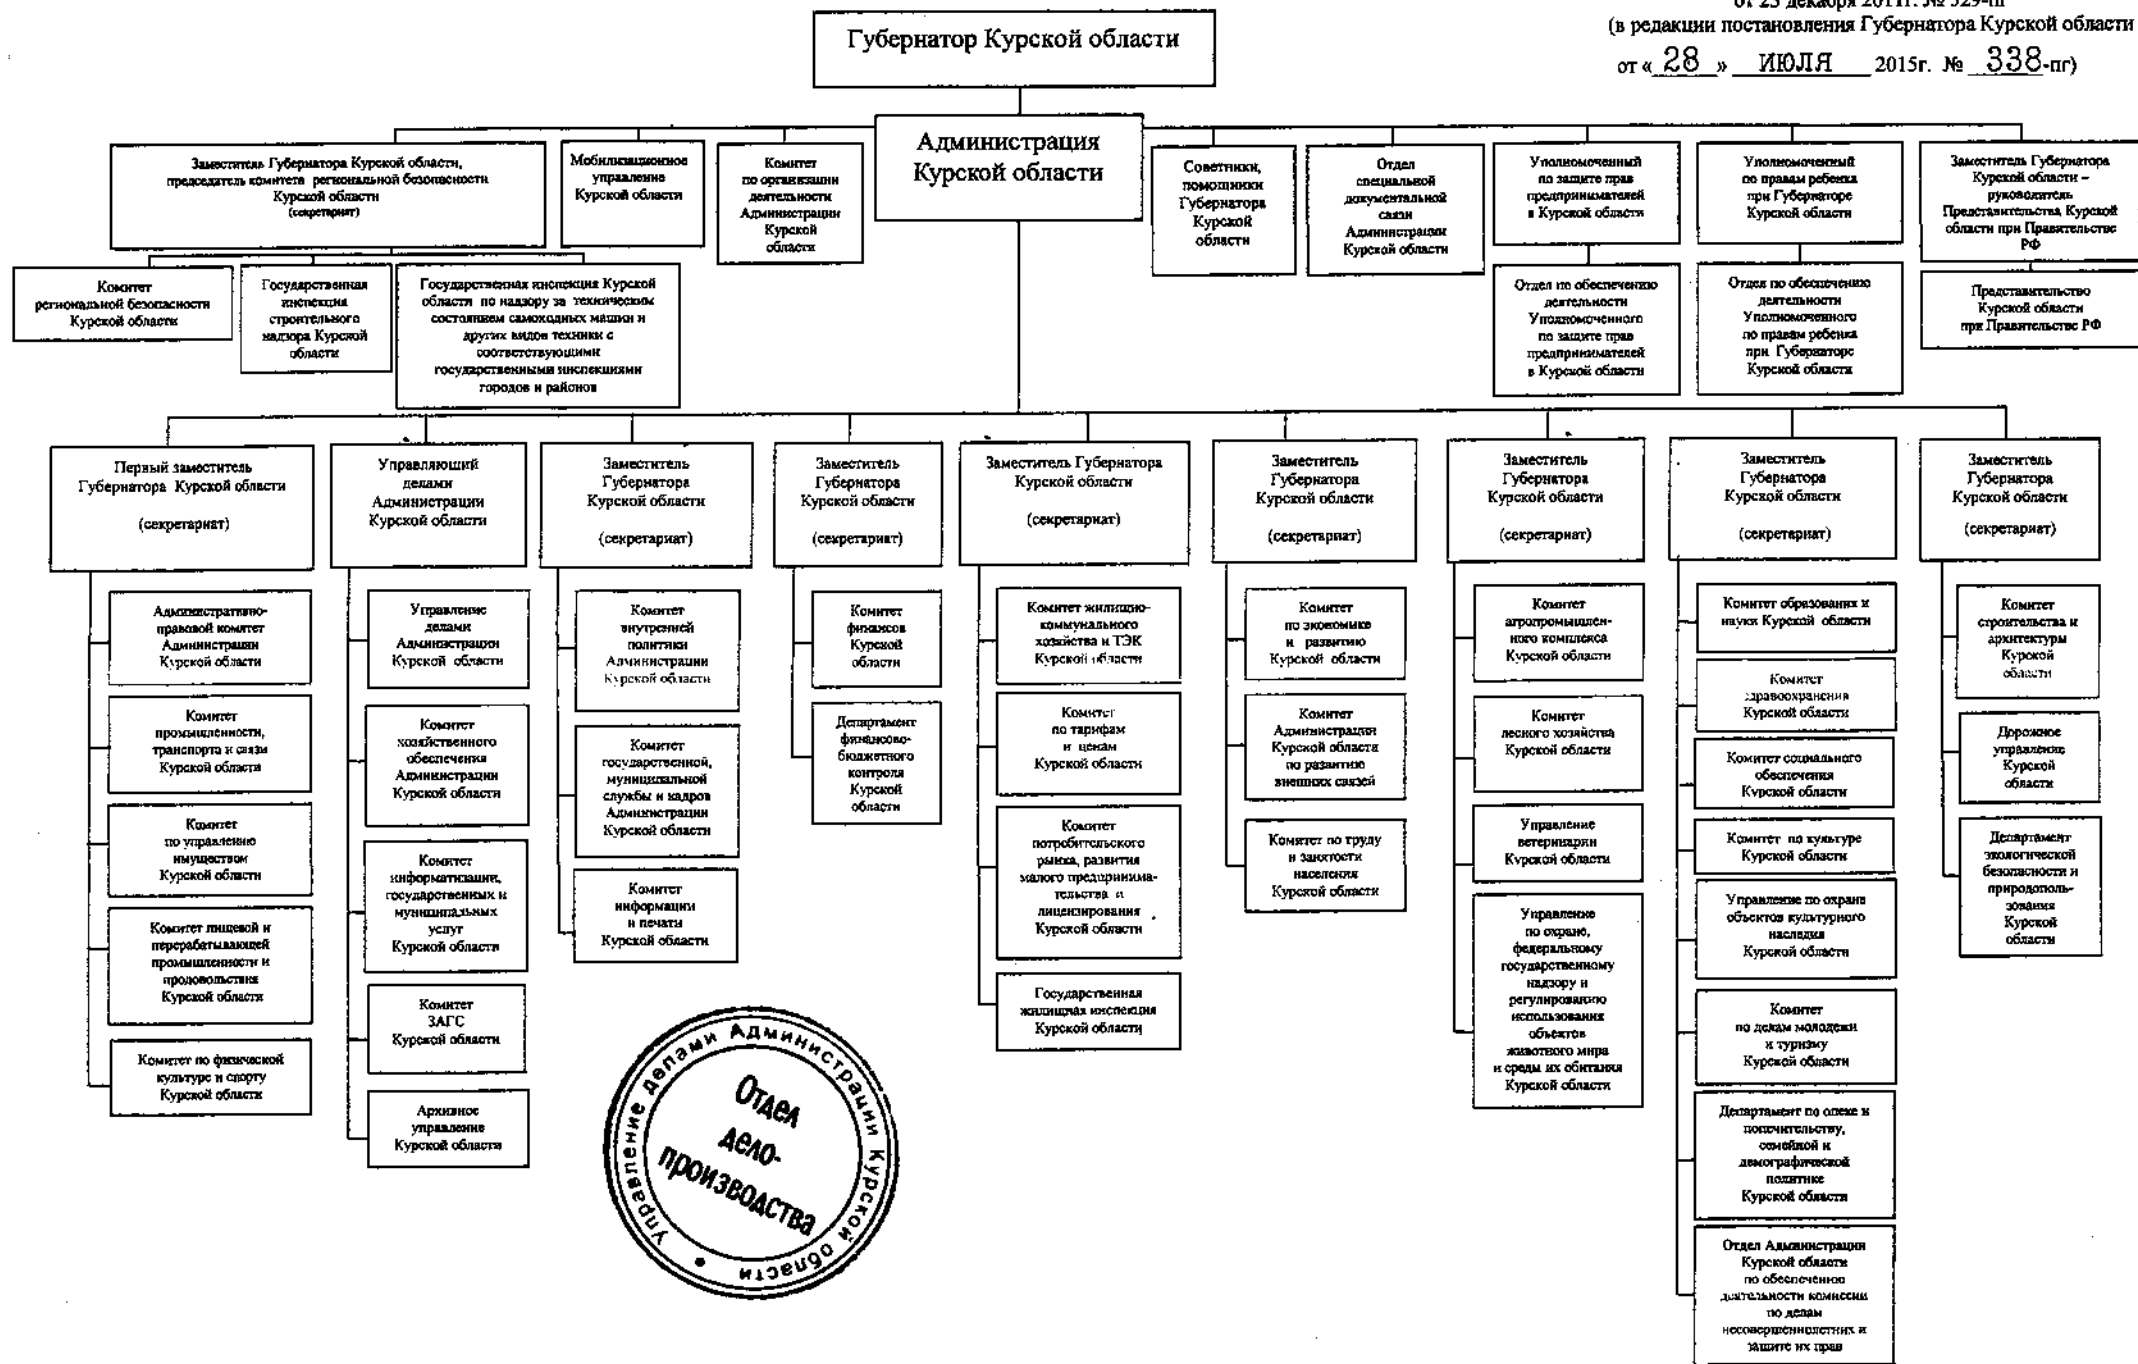 от 23 декабря 2011г. № 529-пг
(в редакции постановления Губернатора Курской области
от « 28 » ИЮЛЯ 2015г. № 338-пг)
Губернатор Курской области
Администрация
Курской области
Заместитель Губернатора Курской области,
председатель комитета региональной безопасности
Курской области
(секретариат)
Мобилизационное
управление
Курской области
Комитет
по организации
деятельности
Администрации
Курской
области
Советники,
помощники
Губернатора
Курской
области
Отдел
специальной
документальной
связи
Администрации
Курской области
Уполномоченный
по защите прав
предпринимателей
в Курской области
Уполномоченный
по правам ребенка
при Губернаторе
Курской области
Заместитель Губернатора
Курской области –
руководитель
Представительства Курской
области при Правительстве
РФ
Комитет
региональной безопасности
Курской области
Государственная
инспекция
строительного
надзора Курской
области
Государственная инспекция Курской
области по надзору за техническим
состоянием самоходных машин и
других видов техники с
соответствующими
государственными инспекциями
городов и районов
Отдел по обеспечению
деятельности
Уполномоченного
по защите прав
предпринимателей
в Курской области
Отдел по обеспечению
деятельности
Уполномоченного
по правам ребенка
при Губернаторе
Курской области
Представительство
Курской области
при Правительстве РФ
Первый заместитель
Губернатора Курской области
(секретариат)
Управляющий
делами
Администрации
Курской области
Заместитель
Губернатора
Курской области
(секретариат)
Заместитель
Губернатора
Курской области
(секретариат)
Заместитель Губернатора
Курской области
(секретариат)
Заместитель
Губернатора
Курской области
(секретариат)
Заместитель
Губернатора
Курской области
(секретариат)
Заместитель
Губернатора
Курской области
(секретариат)
Заместитель
Губернатора
Курской области
(секретариат)
Административно-
правовой комитет
Администрации
Курской области
Комитет
промышленности,
транспорта и связи
Курской области
Комитет
по управлению
имуществом
Курской области
Комитет пищевой и
перерабатывающей
промышленности и
продовольствия
Курской области
Комитет по физической
культуре и спорту
Курской области
Управление
делами
Администрации
Курской области
Комитет
хозяйственного
обеспечения
Администрации
Курской области
Комитет
информатизации,
государственных и
муниципальных
услуг
Курской области
Комитет
ЗАГС
Курской области
Архивное
управление
Курской области
Комитет
внутренней
политики
Администрации
Курской области
Комитет
государственной,
муниципальной
службы и кадров
Администрации
Курской области
Комитет
информации
и печати
Курской области
Комитет
финансов
Курской
области
Департамент
финансово-
бюджетного
контроля
Курской
области
Комитет жилищно-
коммунального
хозяйства и ТЭК
Курской области
Комитет
по тарифам
и ценам
Курской области
Комитет
потребительского
рынка, развития
малого предпринима-
тельства и
лицензирования
Курской области
Государственная
жилищная инспекция
Курской области
Комитет
по экономике
и развитию
Курской области
Комитет
Администрации
Курской области
по развитию
внешних связей
Комитет по труду
и занятости
населения
Курской области
Комитет
агропромышлен-
ного комплекса
Курской области
Комитет
лесного хозяйства
Курской области
Управление
ветеринарии
Курской области
Управление
по охране,
федеральному
государственному
надзору и
регулированию
использования
объектов
животного мира
и среды их обитания
Курской области
Комитет образования и
науки Курской области
Комитет
здравоохранения
Курской области
Комитет социального
обеспечения
Курской области
Комитет по культуре
Курской области
Управление по охране
объектов культурного
наследия
Курской области
Комитет
по делам молодежи
и туризму
Курской области
Департамент по опеке и
попечительству,
семейной и
демографической
политике
Курской области
Отдел Администрации
Курской области
по обеспечению
деятельности комиссии
по делам
несовершеннолетних и
защите их прав
Комитет
строительства и
архитектуры
Курской
области
Дорожное
управление
Курской
области
Департамент
экологической
безопасности и
природополь-
зования
Курской
области
Управление делами Администрации Курской области
Отдел
дело-
производства